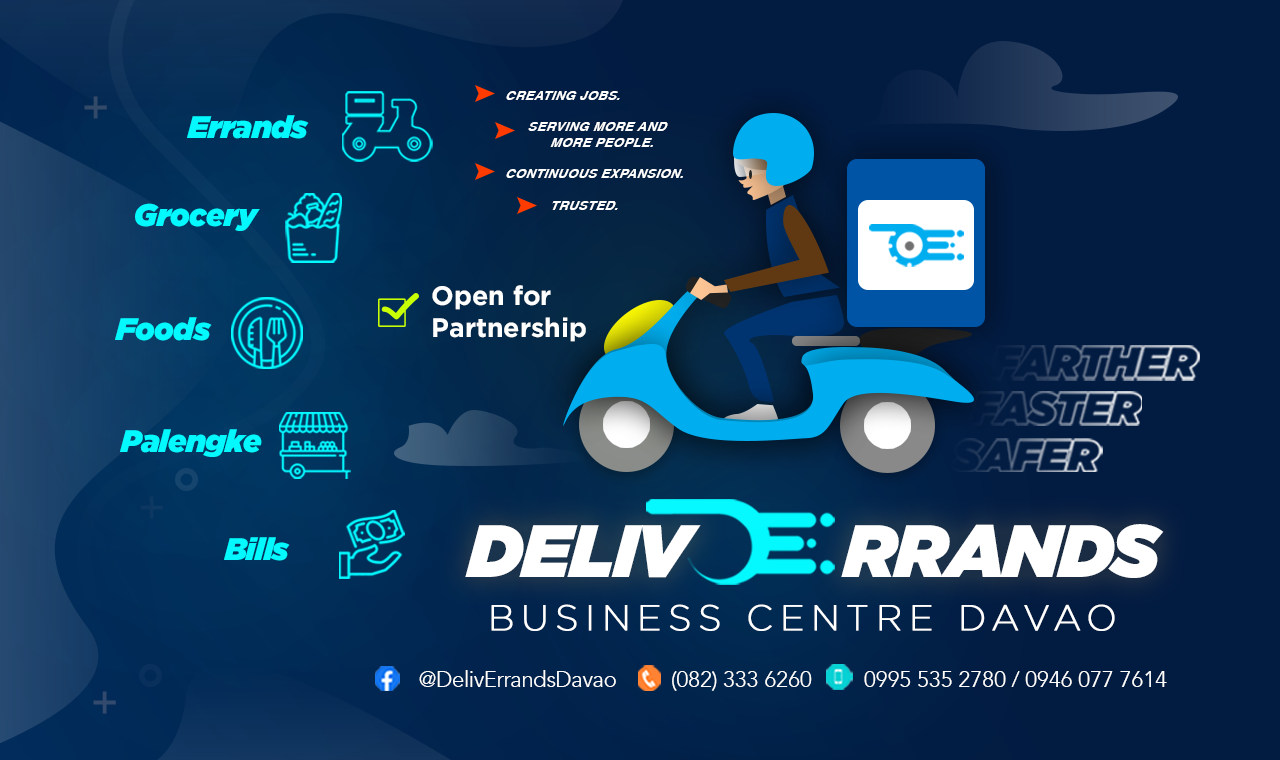 Errands
Grocery
Foods
Palengke
Bills
CREATING JOBS.
SERVING MORE AND
MORE PEOPLE.
CONTINUOUS EXPANSION.
TRUSTED.
Open for
Partnership
FARTHER
FASTER
SAFER
DELIVERRANDS
BUSINESS CENTRE DAVAO
@DelivErrandsDavao (082) 333 6260 0995 535 2780 / 0946 077 7614